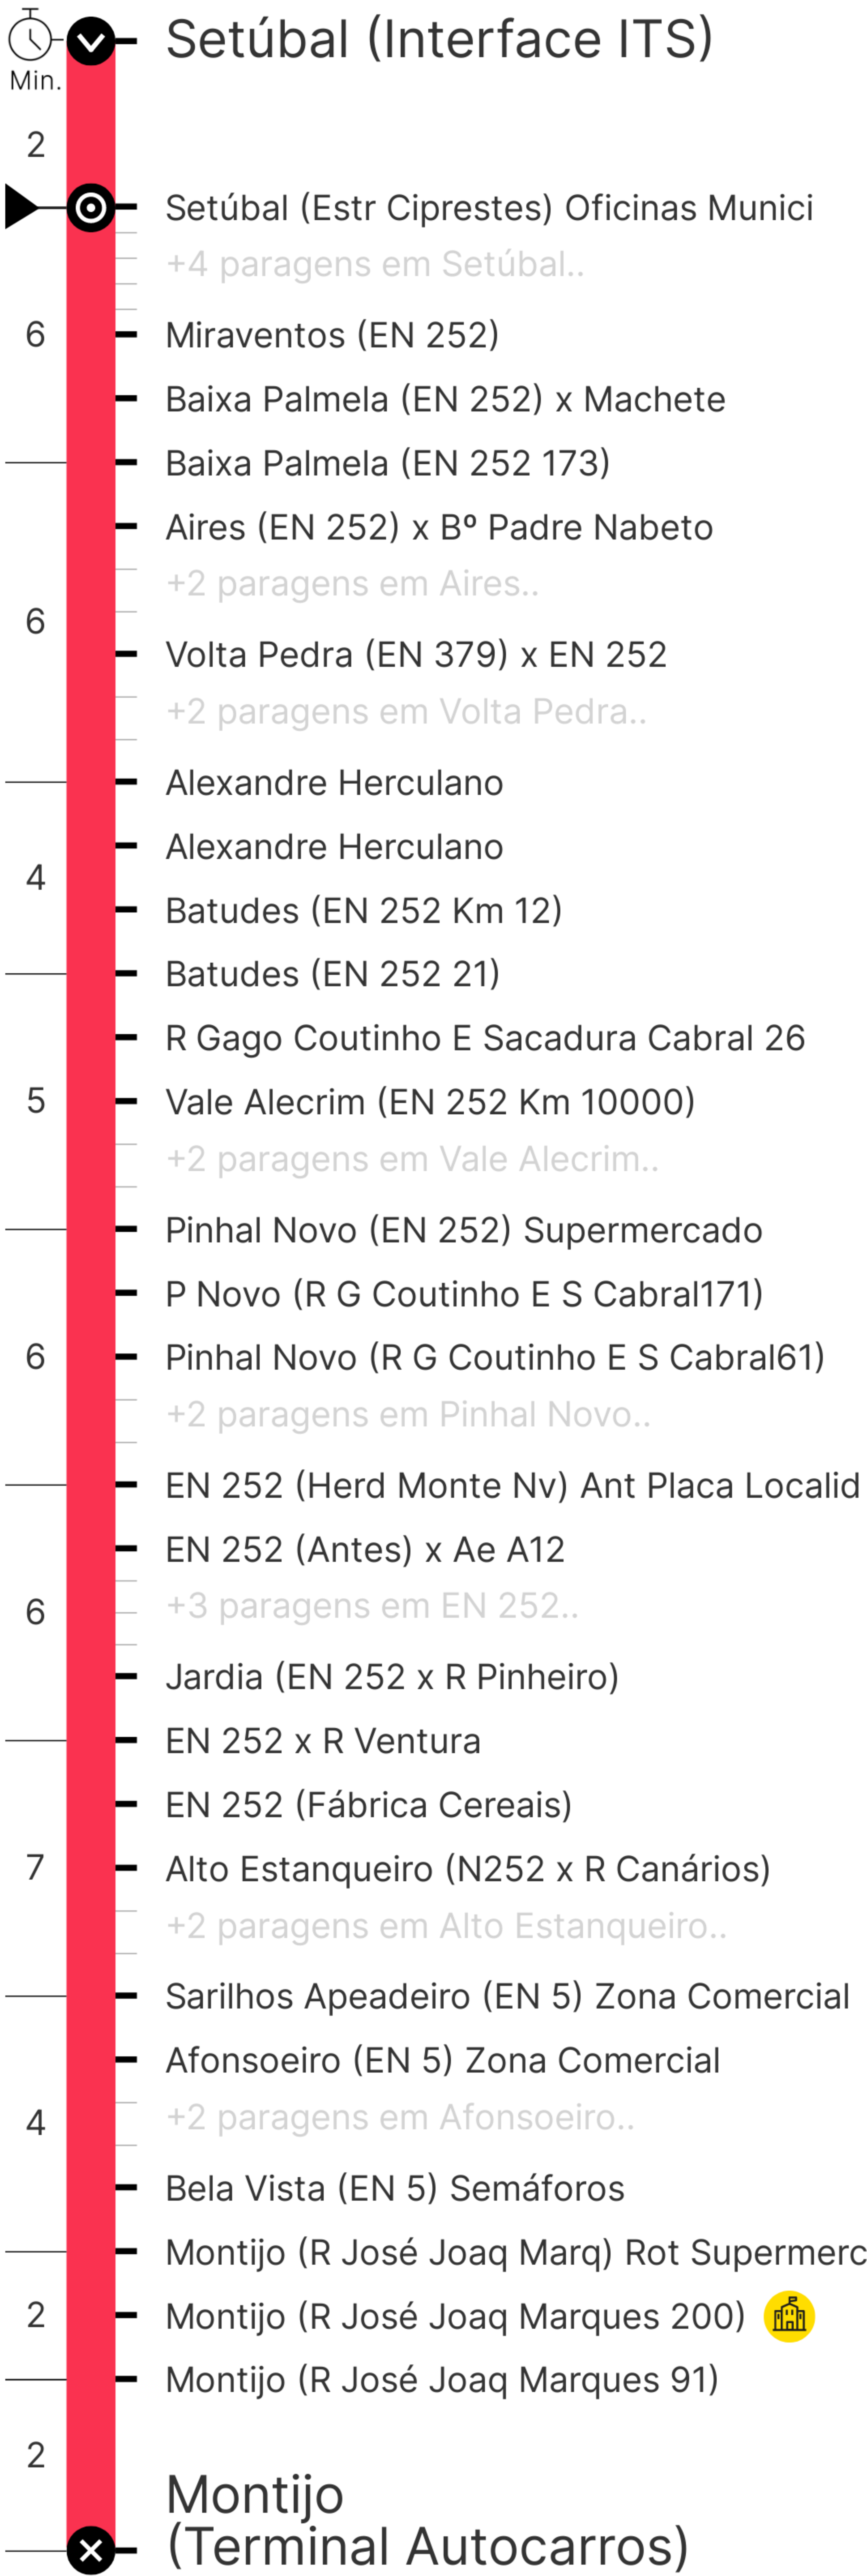 Setúbal (Interface ITS)
Min.
2
Setúbal (Estr Ciprestes) Oficinas Munici
+4 paragens em Setúbal..
6
Miraventos (EN 252)
Baixa Palmela (EN 252) x Machete
Baixa Palmela (EN 252 173)
Aires (EN 252) x Bº Padre Nabeto
+2 paragens em Aires..
6
Volta Pedra (EN 379) x EN 252
+2 paragens em Volta Pedra..
Alexandre Herculano
Alexandre Herculano
4
Batudes (EN 252 Km 12)
Batudes (EN 252 21)
R Gago Coutinho E Sacadura Cabral 26
5
Vale Alecrim (EN 252 Km 10000)
+2 paragens em Vale Alecrim..
Pinhal Novo (EN 252) Supermercado
P Novo (R G Coutinho E S Cabral171)
6
Pinhal Novo (R G Coutinho E S Cabral61)
+2 paragens em Pinhal Novo..
EN 252 (Herd Monte Nv) Ant Placa Localid
EN 252 (Antes) x Ae A12
6
+3 paragens em EN 252..
Jardia (EN 252 x R Pinheiro)
EN 252 x R Ventura
EN 252 (Fábrica Cereais)
7
Alto Estanqueiro (N252 x R Canários)
+2 paragens em Alto Estanqueiro..
Sarilhos Apeadeiro (EN 5) Zona Comercial
Afonsoeiro (EN 5) Zona Comercial
4
+2 paragens em Afonsoeiro..
Bela Vista (EN 5) Semáforos
Montijo (R José Joaq Marq) Rot Supermerc
2
Montijo (R José Joaq Marques 200)
Montijo (R José Joaq Marques 91)
2
Montijo
(Terminal Autocarros)